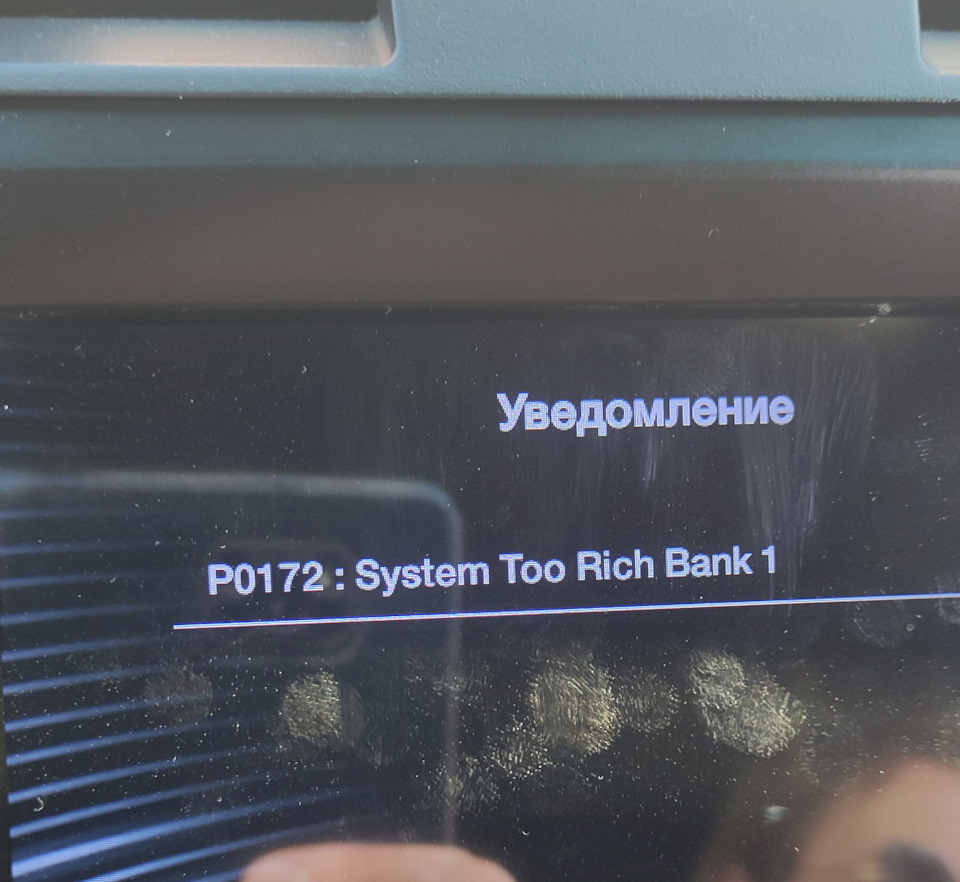 Уведомление
P0172 : System Too Rich Bank 1